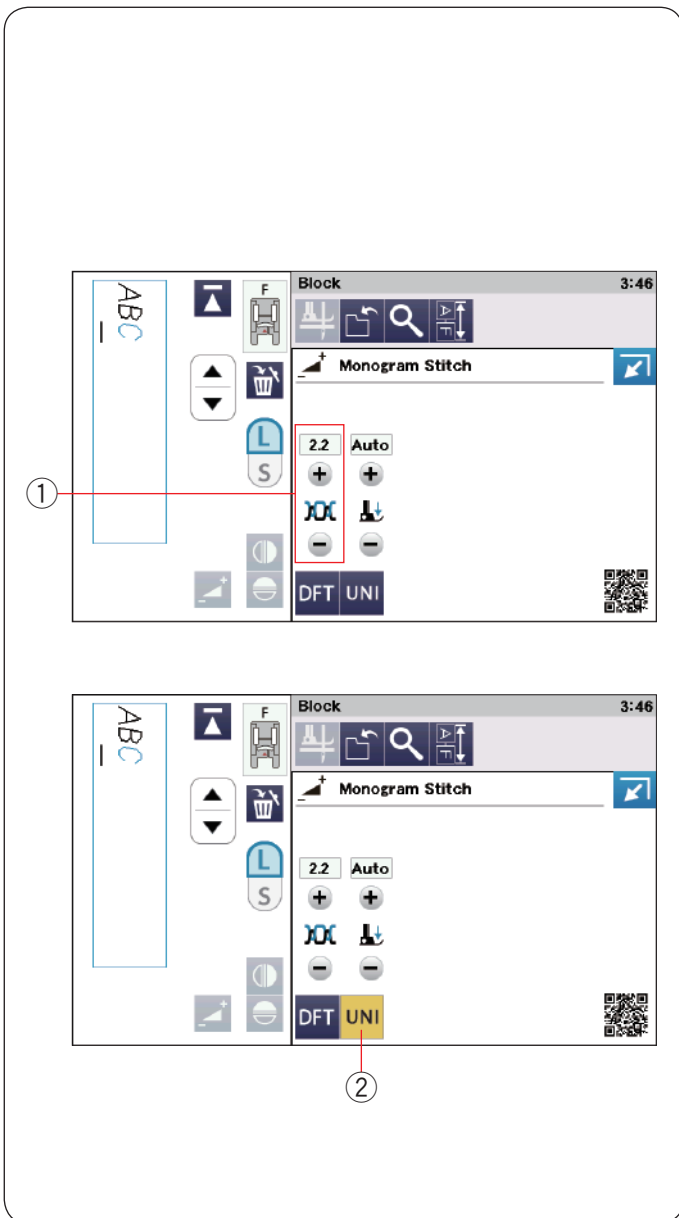 Block 3:46
F
A F
Monogram Stitch
ABC
L
S
2.2 Auto
DFT UNI
1
Block 3:46
F
A F
Monogram Stitch
ABC
L
S
2.2 Auto
DFT UNI
2